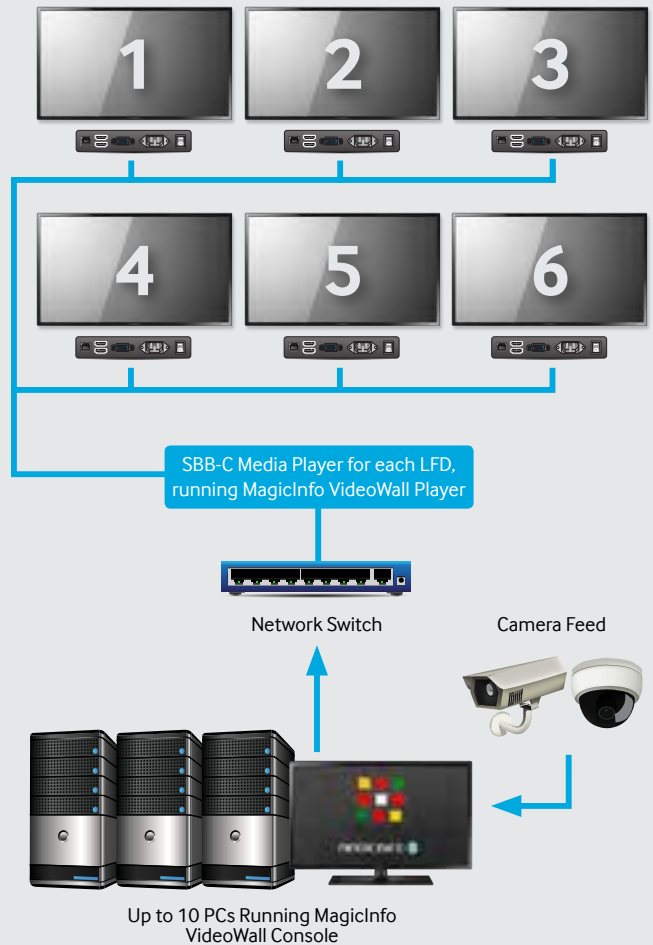 1
2
3
4
5
6
SBB-C Media Player for each LFD,
running MagicInfo VideoWall Player
Network Switch
Camera Feed
Up to 10 PCs Running MagicInfo
VideoWall Console